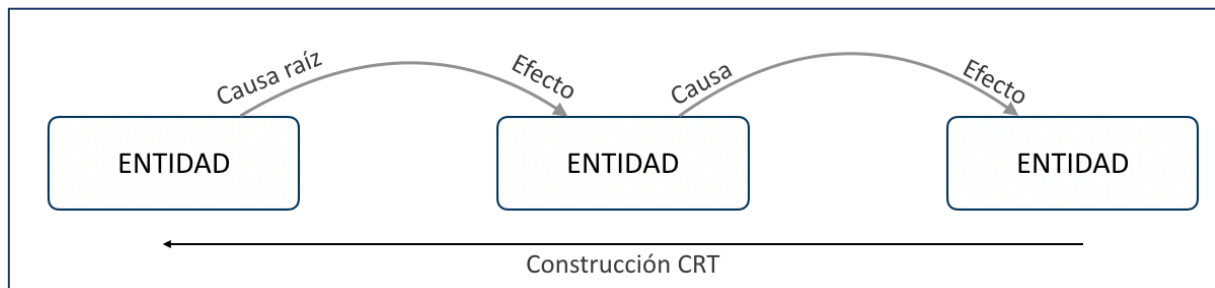 Causa raíz
Efecto
Causa
Efecto
ENTIDAD
ENTIDAD
ENTIDAD
Construcción CRT